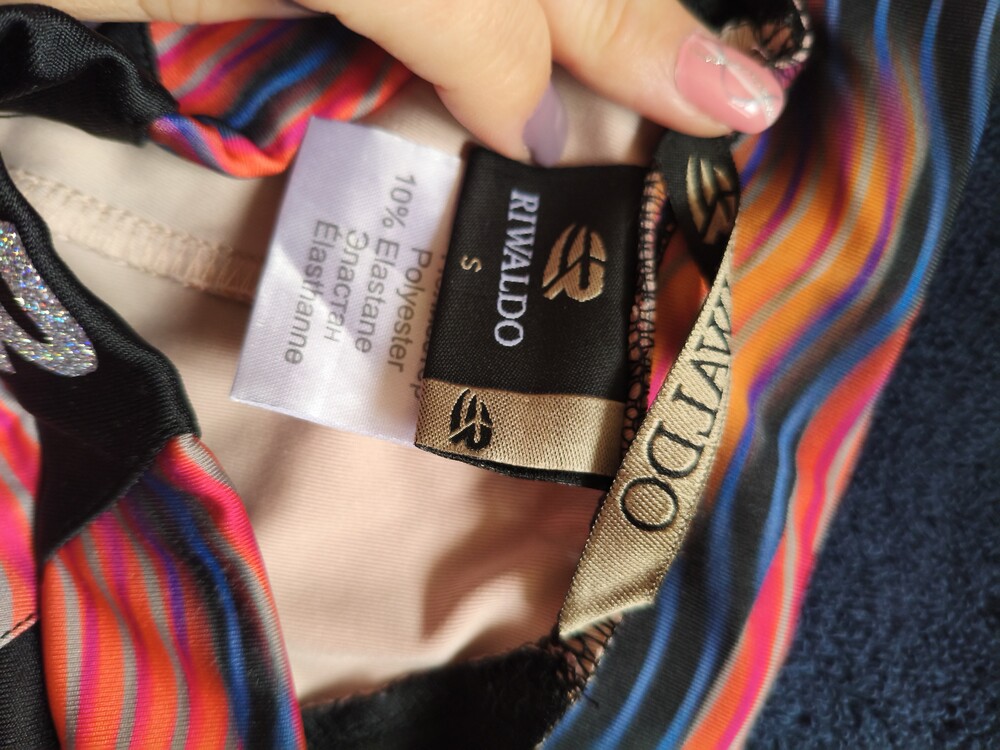 Polyester
10% Elastane
Эластан
Élasthanne
RIWALDO
S
RIWALDO